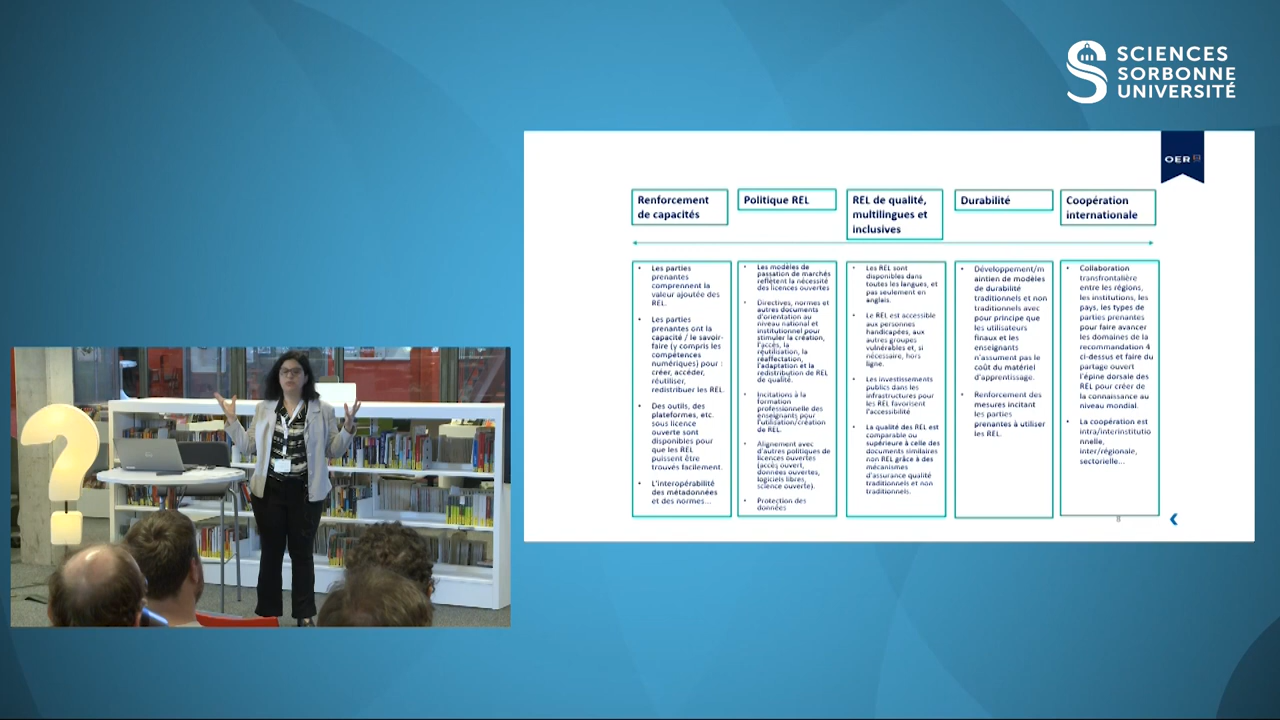 SCIENCES
SORBONNE
UNIVERSITÉ
OER
Renforcement
de capacités
Politique REL
REL de qualité,
multilingues et
inclusives
Durabilité
Coopération
internationale
• Les parties
prenantes
comprennent la
valeur ajoutée des
REL.
• Les parties
prenantes ont la
capacité / le savoir-
faire (y compris les
compétences
numériques) pour :
créer, accéder,
réutiliser,
redistribuer les REL.
• Des outils, des
plateformes, etc.
sous licence
ouverte sont
disponibles pour
que les REL
puissent être
trouvés facilement.
• L'interopérabilité
des métadonnées
et des normes...
• Les modèles de
passation de marchés
reflètent la nécessité
des licences ouvertes
• Directives, normes et
autres documents
d'orientation au
niveau national et
institutionnel pour
stimuler la création,
l'accès, la
réutilisation, la
réaffectation,
l'adaptation et la
redistribution de REL
de qualité.
• Incitations à la
formation
professionnelle des
enseignants pour
l'utilisation/création
de REL.
• Alignement avec
d'autres politiques de
licences ouvertes
(accès ouvert,
données ouvertes,
logiciels libres,
science ouverte).
• Protection des
données
• Les REL sont
disponibles dans
toutes les langues, et
pas seulement en
anglais.
• Le REL est accessible
aux personnes
handicapées, aux
autres groupes
vulnérables et, si
nécessaire, hors
ligne.
• Les investissements
publics dans les
infrastructures pour
les REL favorisent
l'accessibilité
• La qualité des REL est
comparable ou
supérieure à celle des
documents similaires
non REL grâce à des
mécanismes
d'assurance qualité
traditionnels et non
traditionnels.
• Développement/m
aintien de modèles
de durabilité
traditionnels et non
traditionnels avec
pour principe que
les utilisateurs
finaux et les
enseignants
n'assument pas le
coût du matériel
d'apprentissage.
• Renforcement des
mesures incitant
les parties
prenantes à utiliser
les REL.
• Collaboration
transfrontalière
entre les régions,
les institutions, les
pays, les types de
parties prenantes
pour faire avancer
les domaines de la
recommandation 4
ci-dessus et faire du
partage ouvert
l'épine dorsale des
REL pour créer de
la connaissance au
niveau mondial.
• La coopération est
intra/interinstitutio
nnelle,
inter/régionale,
sectorielle...
8
?